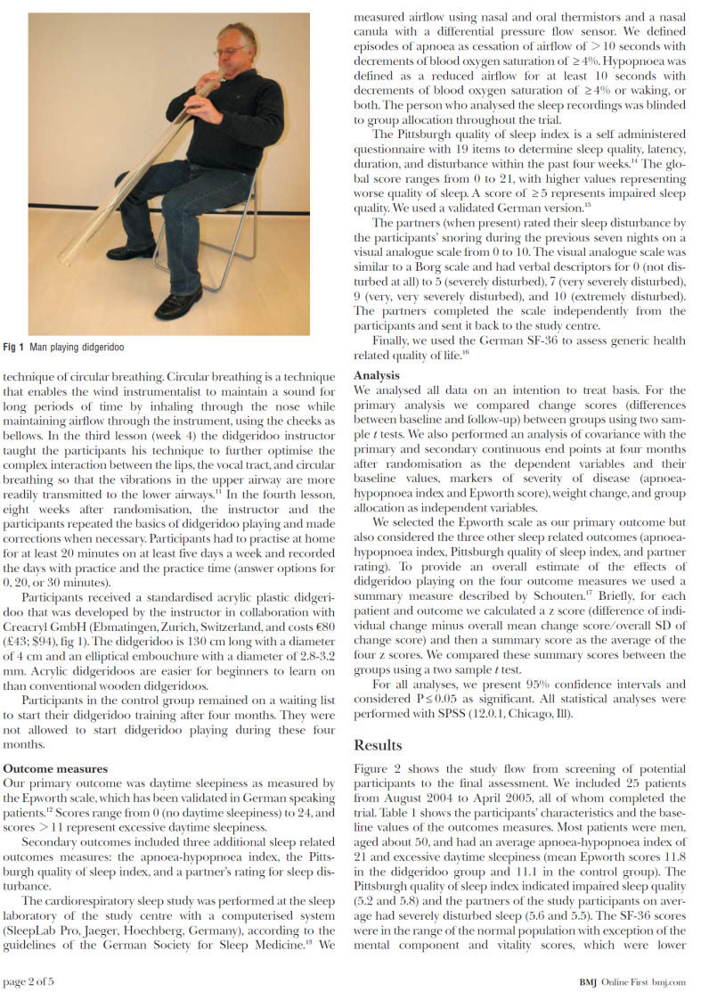 Fig 1 Man playing didgeridoo
technique of circular breathing. Circular breathing is a technique
that enables the wind instrumentalist to maintain a sound for
long periods of time by inhaling through the nose while
maintaining airflow through the instrument, using the cheeks as
bellows. In the third lesson (week 4) the didgeridoo instructor
taught the participants his technique to further optimise the
complex interaction between the lips, the vocal tract, and circular
breathing so that the vibrations in the upper airway are more
readily transmitted to the lower airways.¹¹ In the fourth lesson,
eight weeks after randomisation, the instructor and the
participants repeated the basics of didgeridoo playing and made
corrections when necessary. Participants had to practise at home
for at least 20 minutes on at least five days a week and recorded
the days with practice and the practice time (answer options for
0, 20, or 30 minutes).
Participants received a standardised acrylic plastic didgeri-
doo that was developed by the instructor in collaboration with
Creacryl GmbH (Ebmatingen, Zurich, Switzerland, and costs €80
(£43; $94), fig 1). The didgeridoo is 130 cm long with a diameter
of 4 cm and an elliptical embouchure with a diameter of 2.8-3.2
mm. Acrylic didgeridoos are easier for beginners to learn on
than conventional wooden didgeridoos.
Participants in the control group remained on a waiting list
to start their didgeridoo training after four months. They were
not allowed to start didgeridoo playing during these four
months.
Outcome measures
Our primary outcome was daytime sleepiness as measured by
the Epworth scale, which has been validated in German speaking
patients.¹² Scores range from 0 (no daytime sleepiness) to 24, and
scores >11 represent excessive daytime sleepiness.
Secondary outcomes included three additional sleep related
outcomes measures: the apnoea-hypopnoea index, the Pitts-
burgh quality of sleep index, and a partner's rating for sleep dis-
turbance.
The cardiorespiratory sleep study was performed at the sleep
laboratory of the study centre with a computerised system
(SleepLab Pro, Jaeger, Hoechberg, Germany), according to the
guidelines of the German Society for Sleep Medicine.¹³ We
measured airflow using nasal and oral thermistors and a nasal
canula with a differential pressure flow sensor. We defined
episodes of apnoea as cessation of airflow of >10 seconds with
decrements of blood oxygen saturation of ≥4%. Hypopnoea was
defined as a reduced airflow for at least 10 seconds with
decrements of blood oxygen saturation of ≥4% or waking, or
both. The person who analysed the sleep recordings was blinded
to group allocation throughout the trial.
The Pittsburgh quality of sleep index is a self administered
questionnaire with 19 items to determine sleep quality, latency,
duration, and disturbance within the past four weeks.¹⁴ The glo-
bal score ranges from 0 to 21, with higher values representing
worse quality of sleep. A score of ≥5 represents impaired sleep
quality. We used a validated German version.¹⁵
The partners (when present) rated their sleep disturbance by
the participants' snoring during the previous seven nights on a
visual analogue scale from 0 to 10. The visual analogue scale was
similar to a Borg scale and had verbal descriptors for 0 (not dis-
turbed at all) to 5 (severely disturbed), 7 (very severely disturbed),
9 (very, very severely disturbed), and 10 (extremely disturbed).
The partners completed the scale independently from the
participants and sent it back to the study centre.
Finally, we used the German SF-36 to assess generic health
related quality of life.¹⁶
Analysis
We analysed all data on an intention to treat basis. For the
primary analysis we compared change scores (differences
between baseline and follow-up) between groups using two sam-
ple t tests. We also performed an analysis of covariance with the
primary and secondary continuous end points at four months
after randomisation as the dependent variables and their
baseline values, markers of severity of disease (apnoea-
hypopnoea index and Epworth score), weight change, and group
allocation as independent variables.
We selected the Epworth scale as our primary outcome but
also considered the three other sleep related outcomes (apnoea-
hypopnoea index, Pittsburgh quality of sleep index, and partner
rating). To provide an overall estimate of the effects of
didgeridoo playing on the four outcome measures we used a
summary measure described by Schouten.¹⁷ Briefly, for each
patient and outcome we calculated a z score (difference of indi-
vidual change minus overall mean change score/overall SD of
change score) and then a summary score as the average of the
four z scores. We compared these summary scores between the
groups using a two sample t test.
For all analyses, we present 95% confidence intervals and
considered P≤0.05 as significant. All statistical analyses were
performed with SPSS (12.0.1, Chicago, Ill).
Results
Figure 2 shows the study flow from screening of potential
participants to the final assessment. We included 25 patients
from August 2004 to April 2005, all of whom completed the
trial. Table 1 shows the participants' characteristics and the base-
line values of the outcomes measures. Most patients were men,
aged about 50, and had an average apnoea-hypopnoea index of
21 and excessive daytime sleepiness (mean Epworth scores 11.8
in the didgeridoo group and 11.1 in the control group). The
Pittsburgh quality of sleep index indicated impaired sleep quality
(5.2 and 5.8) and the partners of the study participants on aver-
age had severely disturbed sleep (5.6 and 5.5). The SF-36 scores
were in the range of the normal population with exception of the
mental component and vitality scores, which were lower
page 2 of 5
BMJ Online First bmj.com